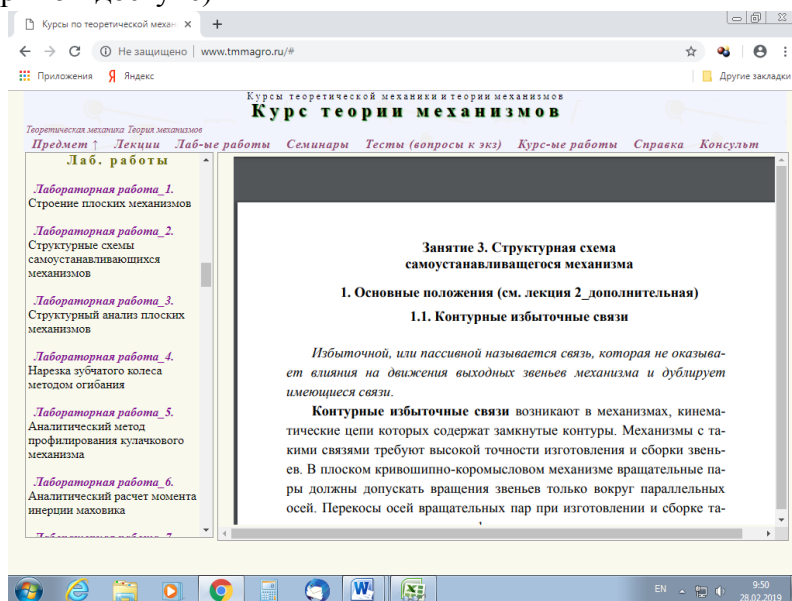 Курсы по теоретической механ
Не защищено | www.tmmagro.ru/#
Приложения Яндекс Другие закладки
Курсы теоретической механики и теории механизмов
Курс теории механизмов
Теоретическая механика Теория механизмов
Предмет ↑ Лекции Лаб-ые работы Семинары Тесты (вопросы к экз) Курс-ые работы Справка Консульт
Лаб. работы
Лабораторная работа_1.
Строение плоских механизмов
Лабораторная работа_2.
Структурные схемы
самоустанавливающихся
механизмов
Лабораторная работа_3.
Структурный анализ плоских
механизмов
Лабораторная работа_4.
Нарезка зубчатого колеса
методом огибания
Лабораторная работа_5.
Аналитический метод
профилирования кулачкового
механизма
Лабораторная работа_6.
Аналитический расчет момента
инерции маховика
Занятие 3. Структурная схема
самоустанавливащегося механизма
1. Основные положения (см. лекция 2_дополнительная)
1.1. Контурные избыточные связи
Избыточной, или пассивной называется связь, которая не оказыва-
ет влияния на движения выходных звеньев механизма и дублирует
имеющиеся связи.
Контурные избыточные связи возникают в механизмах, кинема-
тические цепи которых содержат замкнутые контуры. Механизмы с та-
кими связями требуют высокой точности изготовления и сборки звень-
ев. В плоском кривошипно-коромысловом механизме вращательные па-
ры должны допускать вращения звеньев только вокруг параллельных
осей. Перекосы осей вращательных пар при изготовлении и сборке та-
EN 9:50
28.02.2019